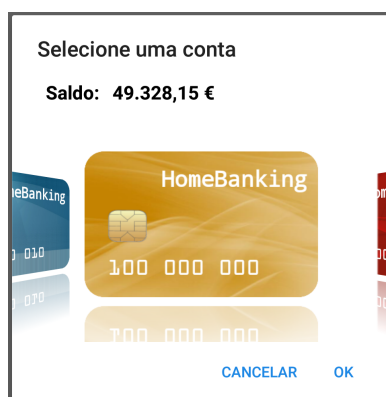 Selecione uma conta
Saldo: 49.328,15 €
HomeBanking
100 000 000
CANCELAR OK